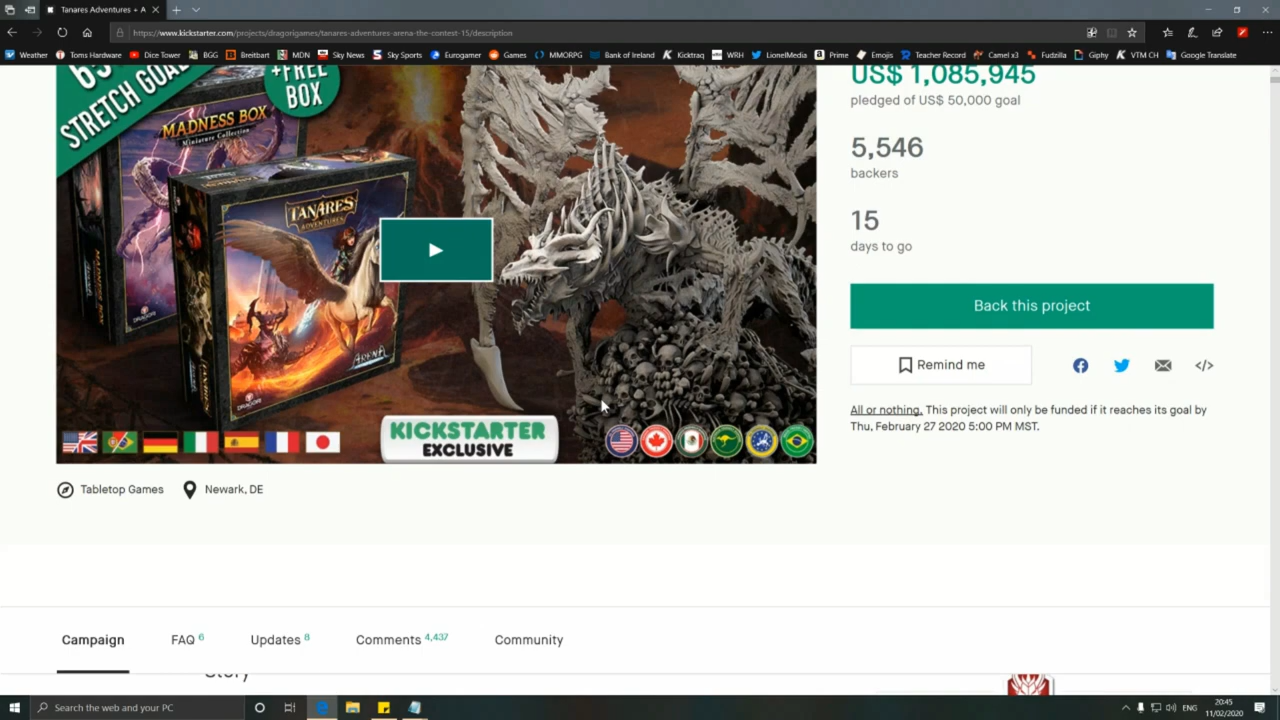 Tanares Adventures + A
https://www.kickstarter.com/projects/dragorigames/tanares-adventures-arena-the-contest-15/description
Weather Toms Hardware Dice Tower BGG Breitbart MDN Sky News Sky Sports Eurogamer Games MMORPG Bank of Ireland Kicktraq WRH LionelMedia Prime Emojis Teacher Record Camel x3 Fudzilla Giphy VTM CH Google Translate
STRETCH GOAL
+FREE
BOX
MADNESS BOX
Miniature Collection
TANARES
ADVENTURES
MADNESS BOX
TANARES
ARENA
DRAGORI
KICKSTARTER
EXCLUSIVE
Tabletop Games Newark, DE
US$ 1,085,945
pledged of US$ 50,000 goal
5,546
backers
15
days to go
Back this project
Remind me
All or nothing. This project will only be funded if it reaches its goal by
Thu, February 27 2020 5:00 PM MST.
Campaign FAQ 6 Updates 8 Comments 4,437 Community
Story
Search the web and your PC
ENG
20:45
11/02/2020